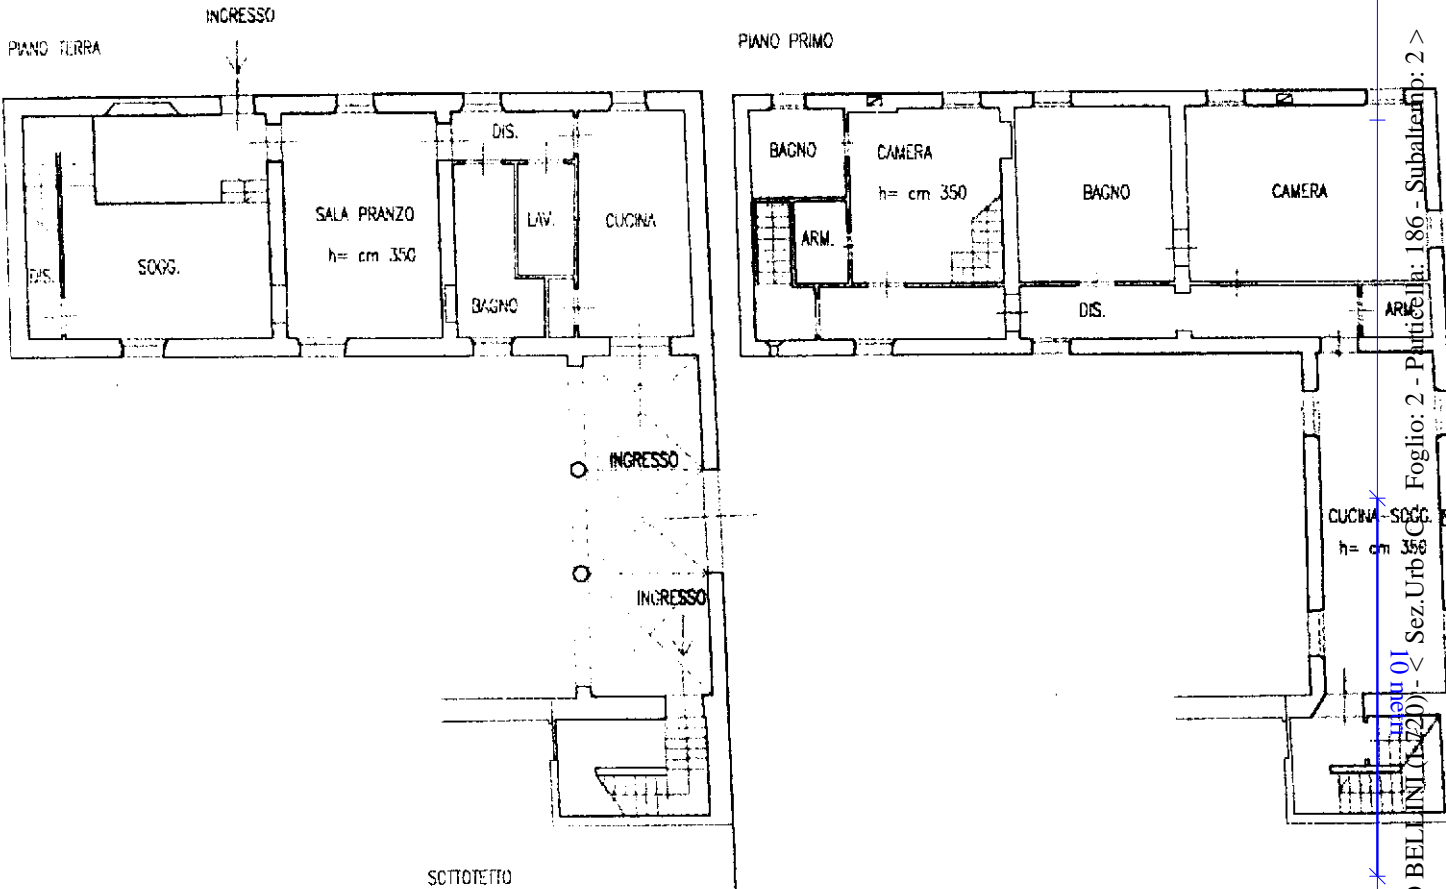 INGRESSO
PIANO TERRA
PIANO PRIMO
DIS.
BAGNO
CAMERA
h= cm 350
BAGNO
CAMERA
SALA PRANZO
h= cm 350
LAV.
CUCINA
ARM.
SOGG.
DIS.
BAGNO
DIS.
ARM.
INGRESSO
CUCINA-SOGG.
h= cm 350
INGRESSO
10 metri
BELLINI (L720) - < Sez.Urb.: C - Foglio: 2 - Particella: 186 - Subalterno: 2 >
SOTTOTETTO